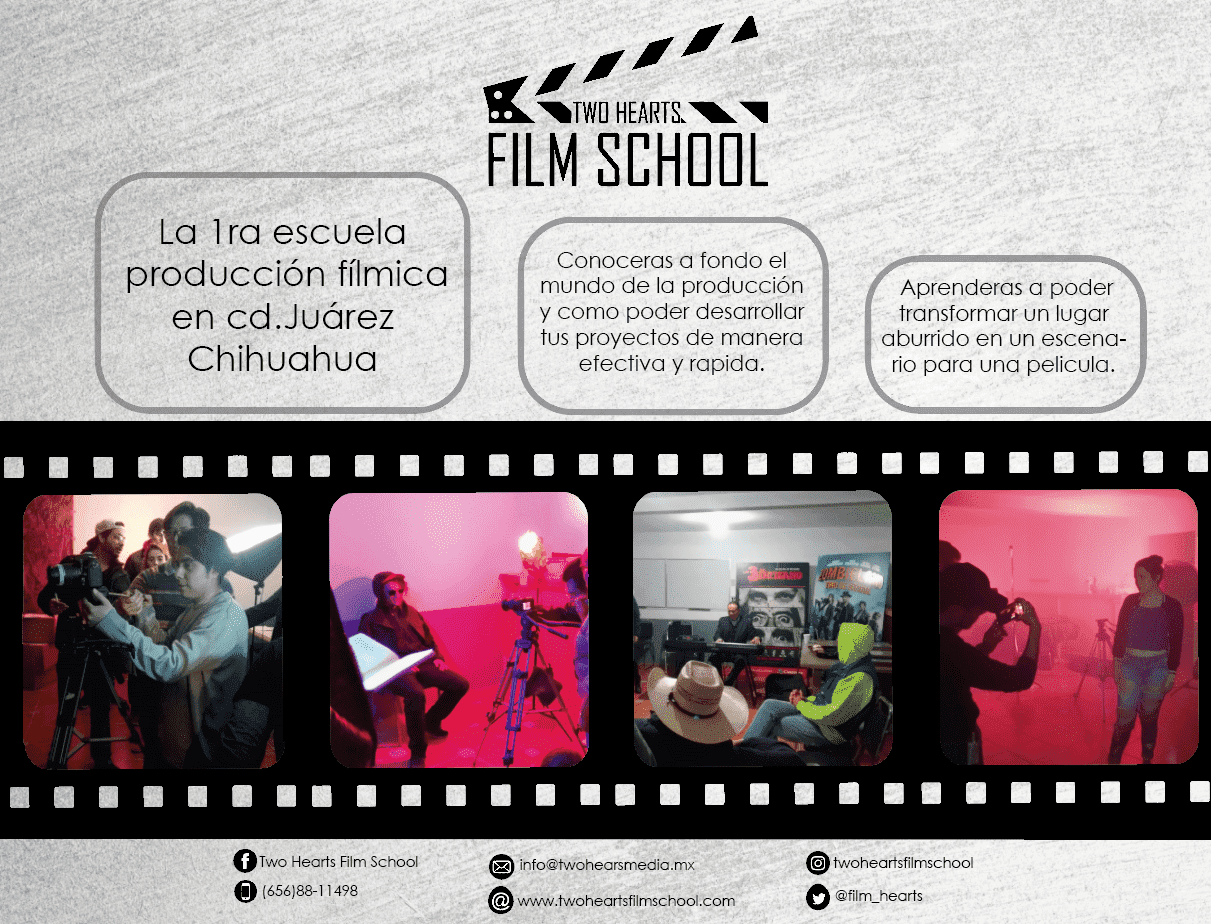 TWO HEARTS
FILM SCHOOL
La 1ra escuela
producción fílmica
en cd.Juárez
Chihuahua
Conoceras a fondo el
mundo de la producción
y como poder desarrollar
tus proyectos de manera
efectiva y rapida.
Aprenderas a poder
transformar un lugar
aburrido en un escena-
rio para una pelicula.
Two Hearts Film School
(656)88-11498
info@twohearsmedia.mx
www.twoheartsfilmschool.com
twoheartsfilmschool
@film_hearts